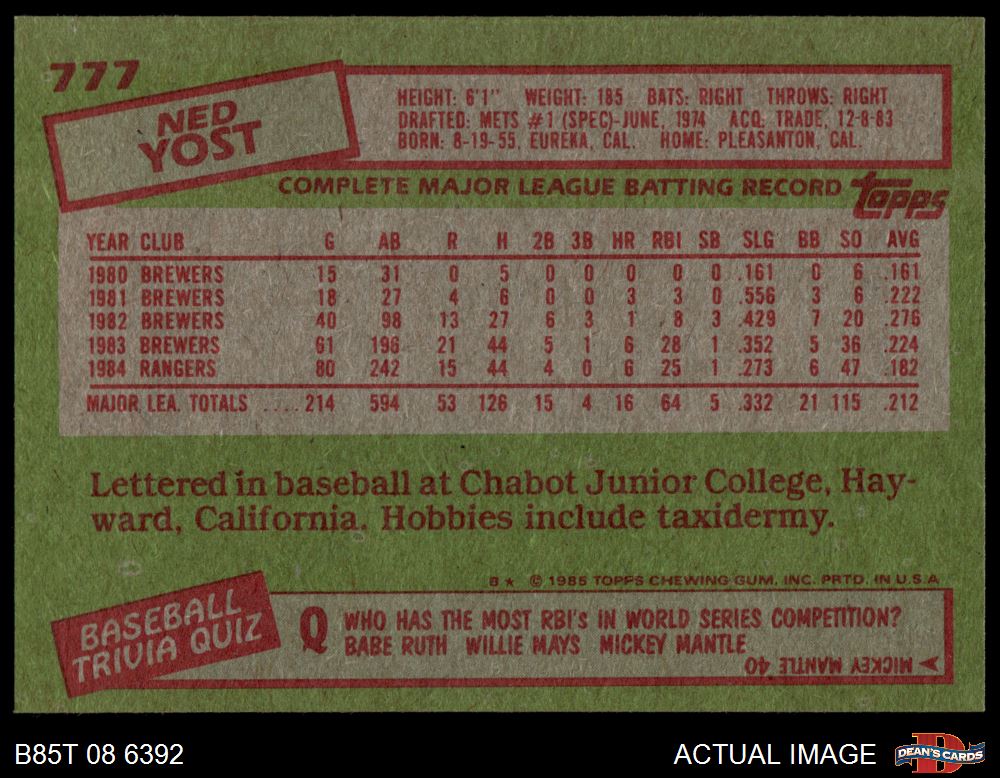 777
NED
YOST
HEIGHT: 6'1" WEIGHT: 185 BATS: RIGHT THROWS: RIGHT
DRAFTED: METS #1 (SPEC)-JUNE, 1974 ACQ. TRADE, 12-8-83
BORN: 8-19-55, EUREKA, CAL. HOME: PLEASANTON, CAL.
COMPLETE MAJOR LEAGUE BATTING RECORD topps
YEAR CLUB G AB R H 2B 3B HR RBI SB SLG BB SO AVG
1980 BREWERS 15 31 0 5 0 0 0 0 0 .161 0 6 .161
1981 BREWERS 18 27 4 6 0 0 3 3 0 .556 3 6 .222
1982 BREWERS 40 98 13 27 6 3 1 8 3 .429 7 20 .276
1983 BREWERS 61 196 21 44 5 1 6 28 1 .352 5 36 .224
1984 RANGERS 80 242 15 44 4 0 6 25 1 .273 6 47 .182
MAJOR LEA. TOTALS .... 214 594 53 126 15 4 16 64 5 .332 21 115 .212
Lettered in baseball at Chabot Junior College, Hay-
ward, California. Hobbies include taxidermy.
B★ © 1985 TOPPS CHEWING GUM, INC. PRTD. IN U.S.A
BASEBALL
TRIVIA QUIZ
Q WHO HAS THE MOST RBI's IN WORLD SERIES COMPETITION?
BABE RUTH WILLIE MAYS MICKEY MANTLE
MICKEY MANTLE 40
B85T 08 6392
ACTUAL IMAGE
DEAN'S CARDS